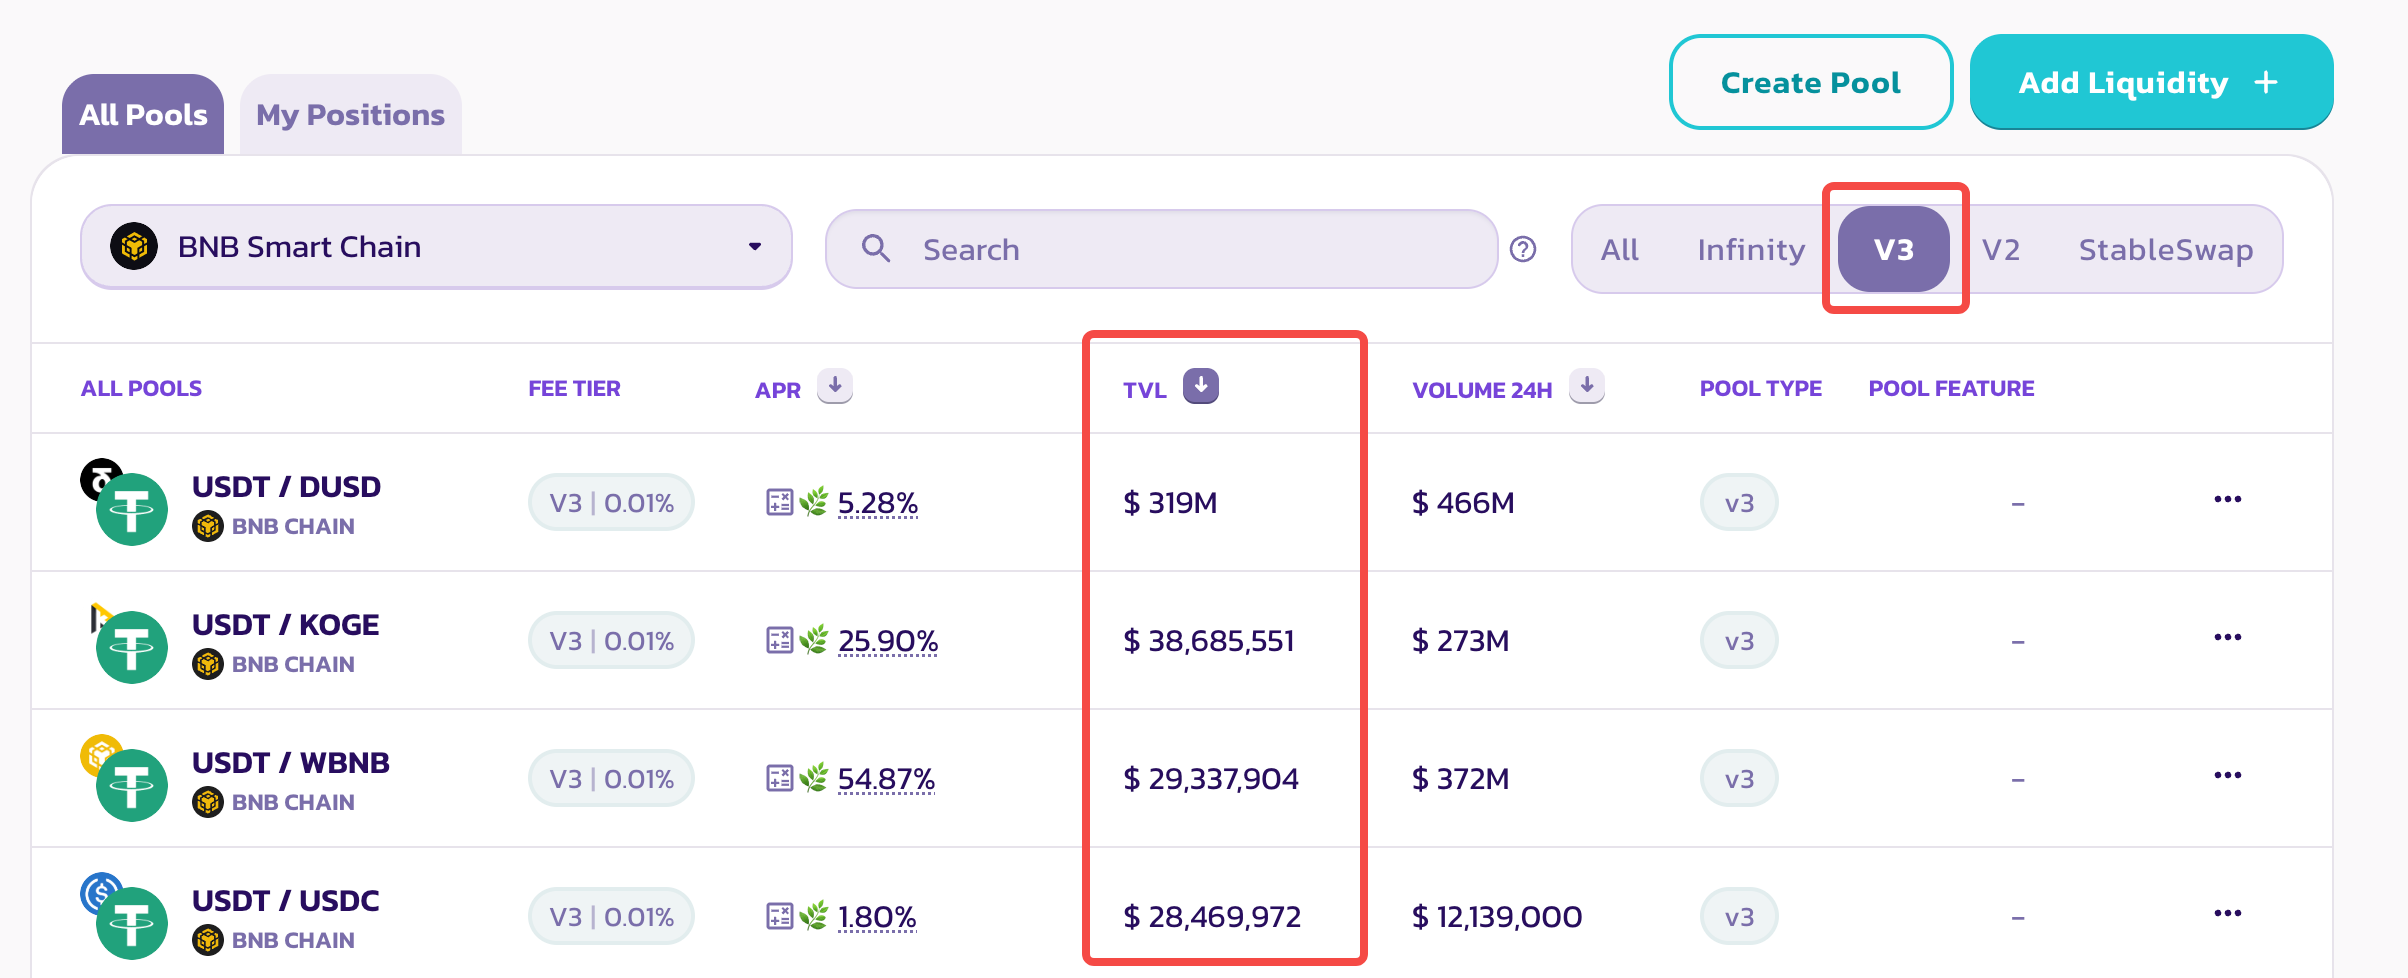 All Pools My Positions Create Pool Add Liquidity +
BNB Smart Chain Search All Infinity V3 V2 StableSwap
ALL POOLS FEE TIER APR TVL VOLUME 24H POOL TYPE POOL FEATURE
USDT / DUSD V3 | 0.01% 5.28% $ 319M $ 466M v3 –
BNB CHAIN
USDT / KOGE V3 | 0.01% 25.90% $ 38,685,551 $ 273M v3 –
BNB CHAIN
USDT / WBNB V3 | 0.01% 54.87% $ 29,337,904 $ 372M v3 –
BNB CHAIN
USDT / USDC V3 | 0.01% 1.80% $ 28,469,972 $ 12,139,000 v3 –
BNB CHAIN